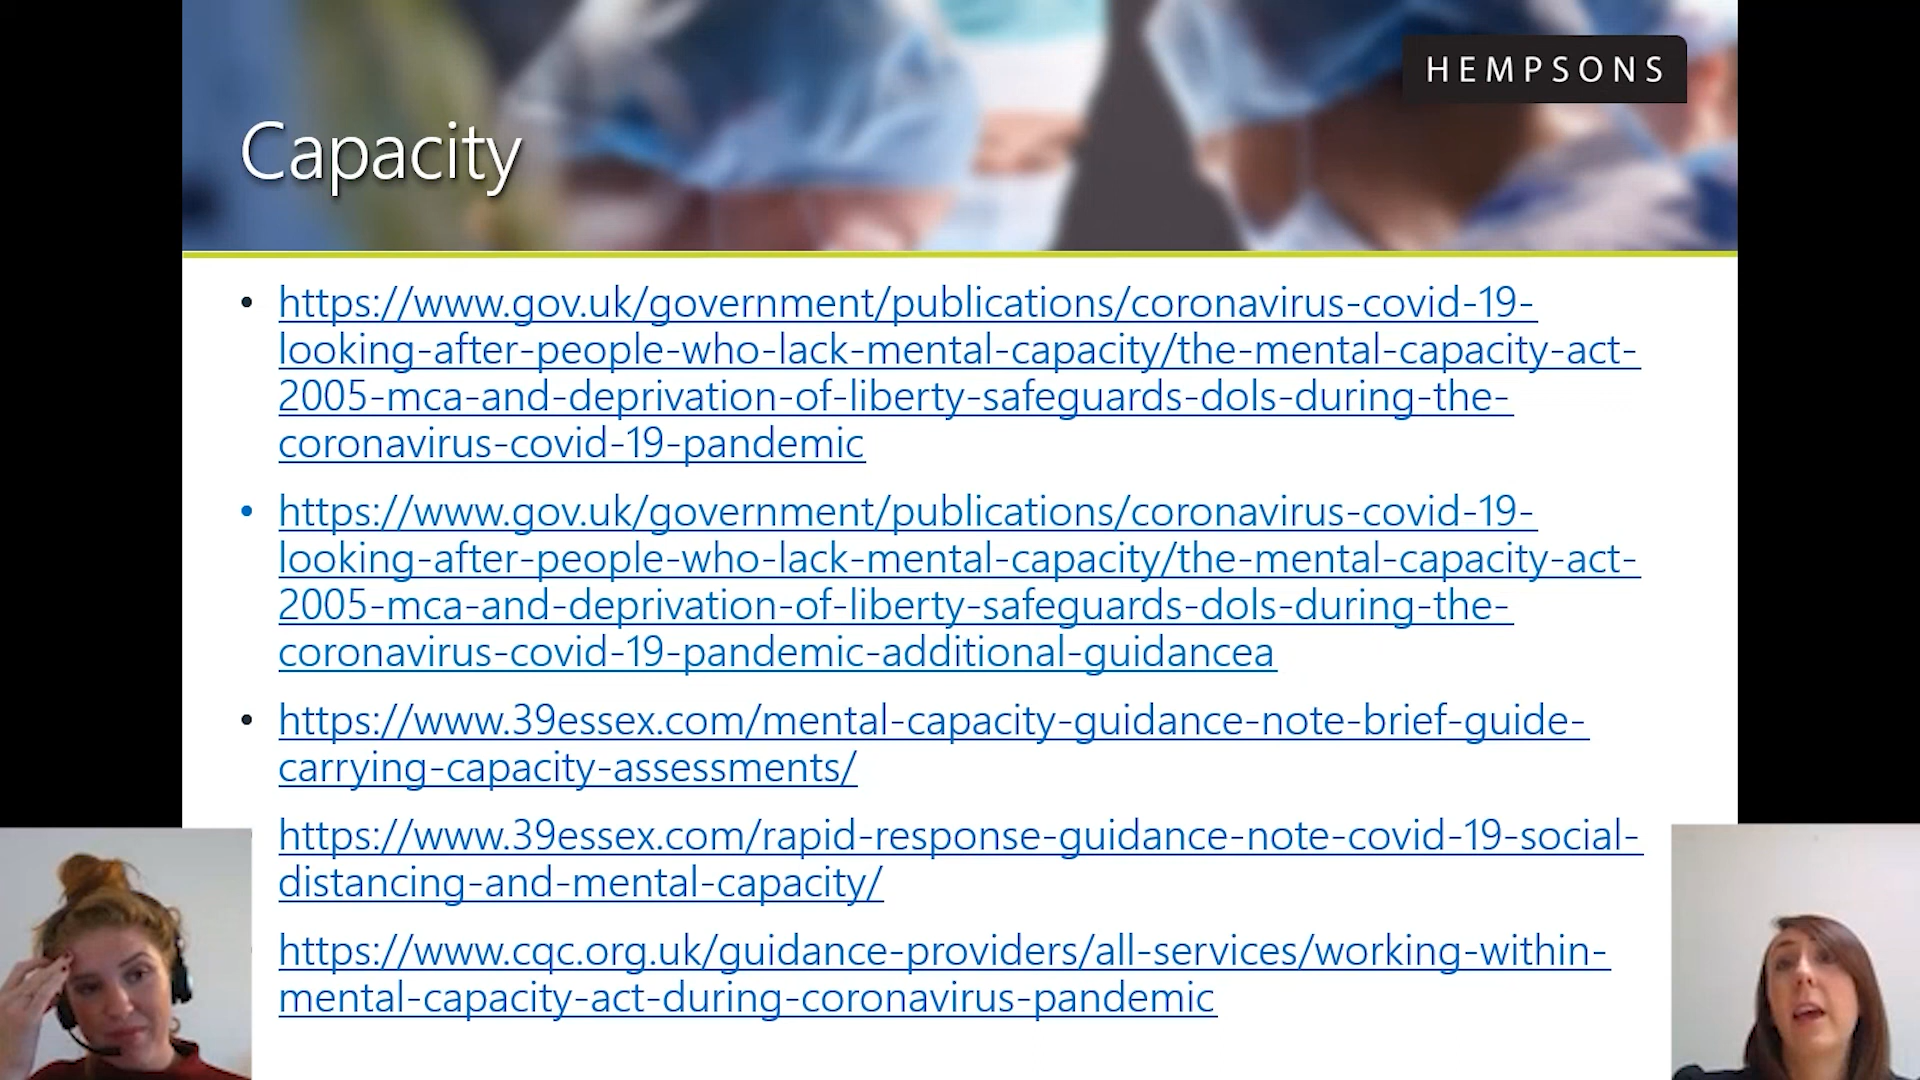 HEMPSONS
Capacity
• https://www.gov.uk/government/publications/coronavirus-covid-19-
looking-after-people-who-lack-mental-capacity/the-mental-capacity-act-
2005-mca-and-deprivation-of-liberty-safeguards-dols-during-the-
coronavirus-covid-19-pandemic
• https://www.gov.uk/government/publications/coronavirus-covid-19-
looking-after-people-who-lack-mental-capacity/the-mental-capacity-act-
2005-mca-and-deprivation-of-liberty-safeguards-dols-during-the-
coronavirus-covid-19-pandemic-additional-guidancea
• https://www.39essex.com/mental-capacity-guidance-note-brief-guide-
carrying-capacity-assessments/
https://www.39essex.com/rapid-response-guidance-note-covid-19-social-
distancing-and-mental-capacity/
https://www.cqc.org.uk/guidance-providers/all-services/working-within-
mental-capacity-act-during-coronavirus-pandemic